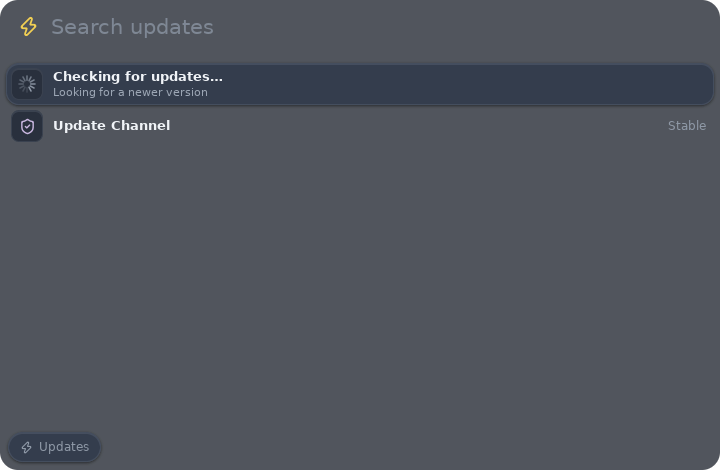 Search updates
Checking for updates...
Looking for a newer version
Update Channel
Stable
Updates